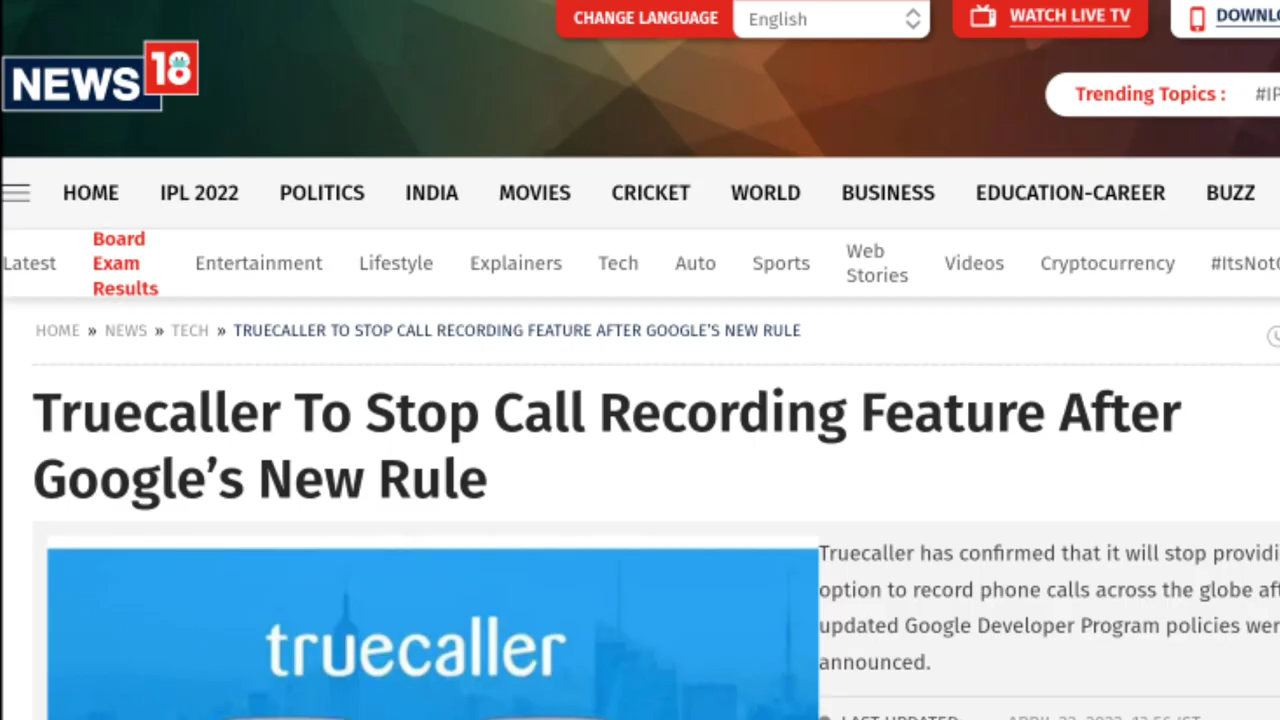 CHANGE LANGUAGE English WATCH LIVE TV
NEWS 18
Trending Topics :
HOME IPL 2022 POLITICS INDIA MOVIES CRICKET WORLD BUSINESS EDUCATION-CAREER BUZZ
Latest Board Exam Results Entertainment Lifestyle Explainers Tech Auto Sports Web Stories Videos Cryptocurrency
HOME » NEWS » TECH » TRUECALLER TO STOP CALL RECORDING FEATURE AFTER GOOGLE'S NEW RULE
Truecaller To Stop Call Recording Feature After
Google's New Rule
truecaller
Truecaller has confirmed that it will stop providi
option to record phone calls across the globe aft
updated Google Developer Program policies wer
announced.
LAST UPDATED: